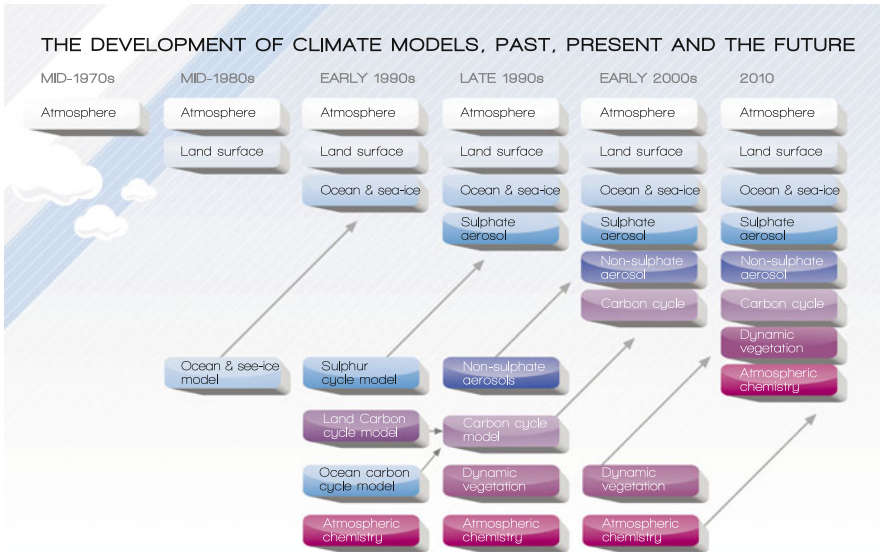 THE DEVELOPMENT OF CLIMATE MODELS, PAST, PRESENT AND THE FUTURE
MID-1970s
Atmosphere
MID-1980s
Atmosphere
Land surface
Ocean & see-ice
model
EARLY 1990s
Atmosphere
Land surface
Ocean & sea-ice
Sulphur
cycle model
Land Carbon
cycle model
Ocean carbon
cycle model
Atmospheric
chemistry
LATE 1990s
Atmosphere
Land surface
Ocean & sea-ice
Sulphate
aerosol
Non-sulphate
aerosols
Carbon cycle
model
Dynamic
vegetation
Atmospheric
chemistry
EARLY 2000s
Atmosphere
Land surface
Ocean & sea-ice
Sulphate
aerosol
Non-sulphate
aerosol
Carbon cycle
Dynamic
vegetation
Atmospheric
chemistry
2010
Atmosphere
Land surface
Ocean & sea-ice
Sulphate
aerosol
Non-sulphate
aerosol
Carbon cycle
Dynamic
vegetation
Atmospheric
chemistry